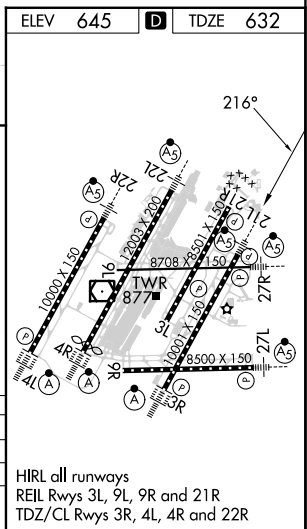 ELEV 645 D TDZE 632
216°
A5
22R
A5
22L
P
A5
21R
21L
P
A5
10000 X 150
12003 X 200
8501 X 150
8708 X 150
9L
TWR
877
P
P
27R
P
4L
A
4R
A
9R
3L
10001 X 150
8500 X 150
27L
A5
P
3R
A
P
HIRL all runways
REIL Rwys 3L, 9L, 9R and 21R
TDZ/CL Rwys 3R, 4L, 4R and 22R